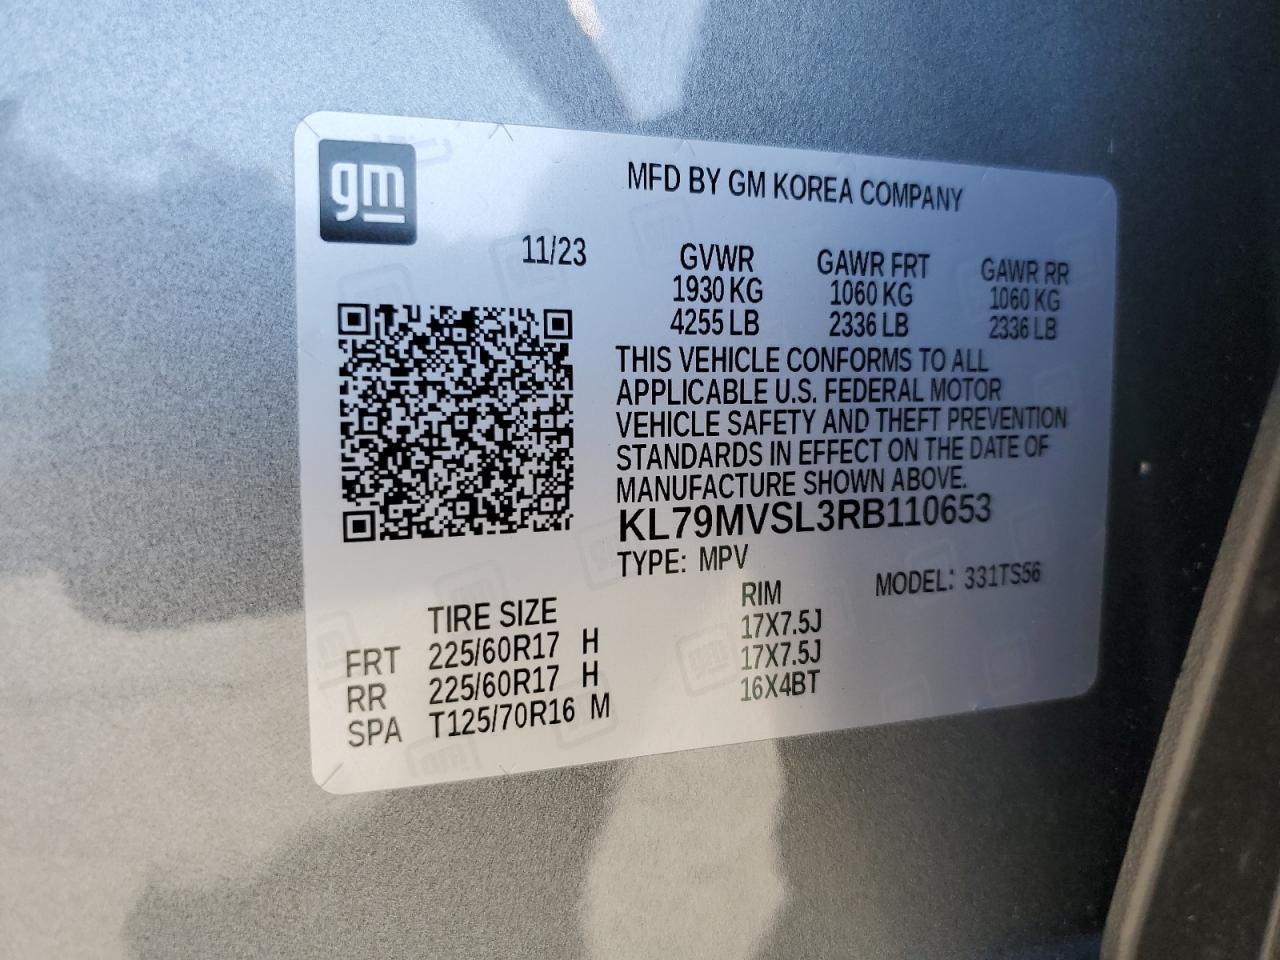 gm
MFD BY GM KOREA COMPANY
11/23
GVWR GAWR FRT GAWR RR
1930 KG 1060 KG 1060 KG
4255 LB 2336 LB 2336 LB
THIS VEHICLE CONFORMS TO ALL
APPLICABLE U.S. FEDERAL MOTOR
VEHICLE SAFETY AND THEFT PREVENTION
STANDARDS IN EFFECT ON THE DATE OF
MANUFACTURE SHOWN ABOVE.
KL79MVSL3RB110653
TYPE: MPV MODEL: 331TS56
TIRE SIZE RIM
FRT 225/60R17 H 17X7.5J
RR 225/60R17 H 17X7.5J
SPA T125/70R16 M 16X4BT